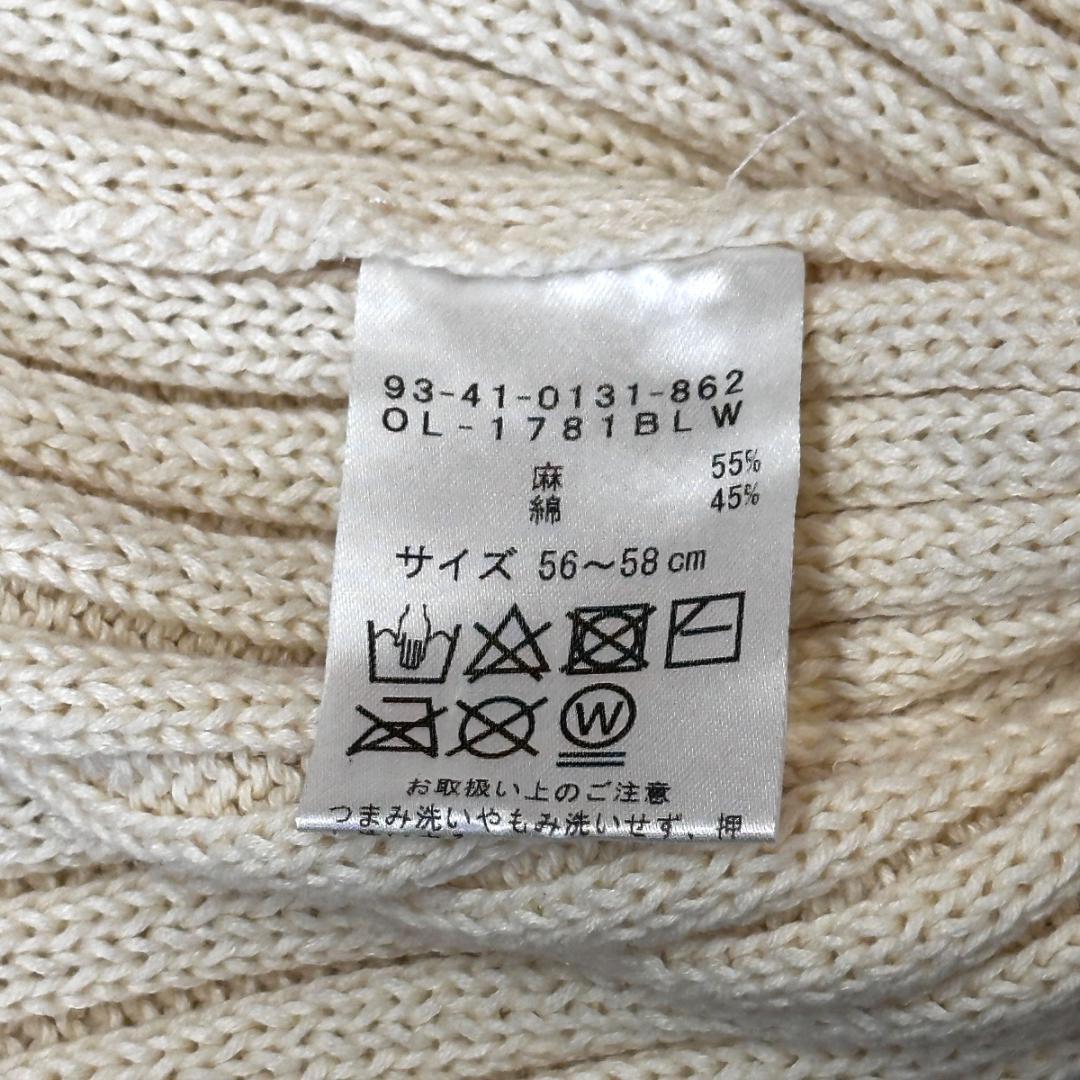 93-41-0131-862
OL-1781BLW
麻 55%
綿 45%
サイズ 56～58cm
W
お取扱い上のご注意
つまみ洗いやもみ洗いせず、押